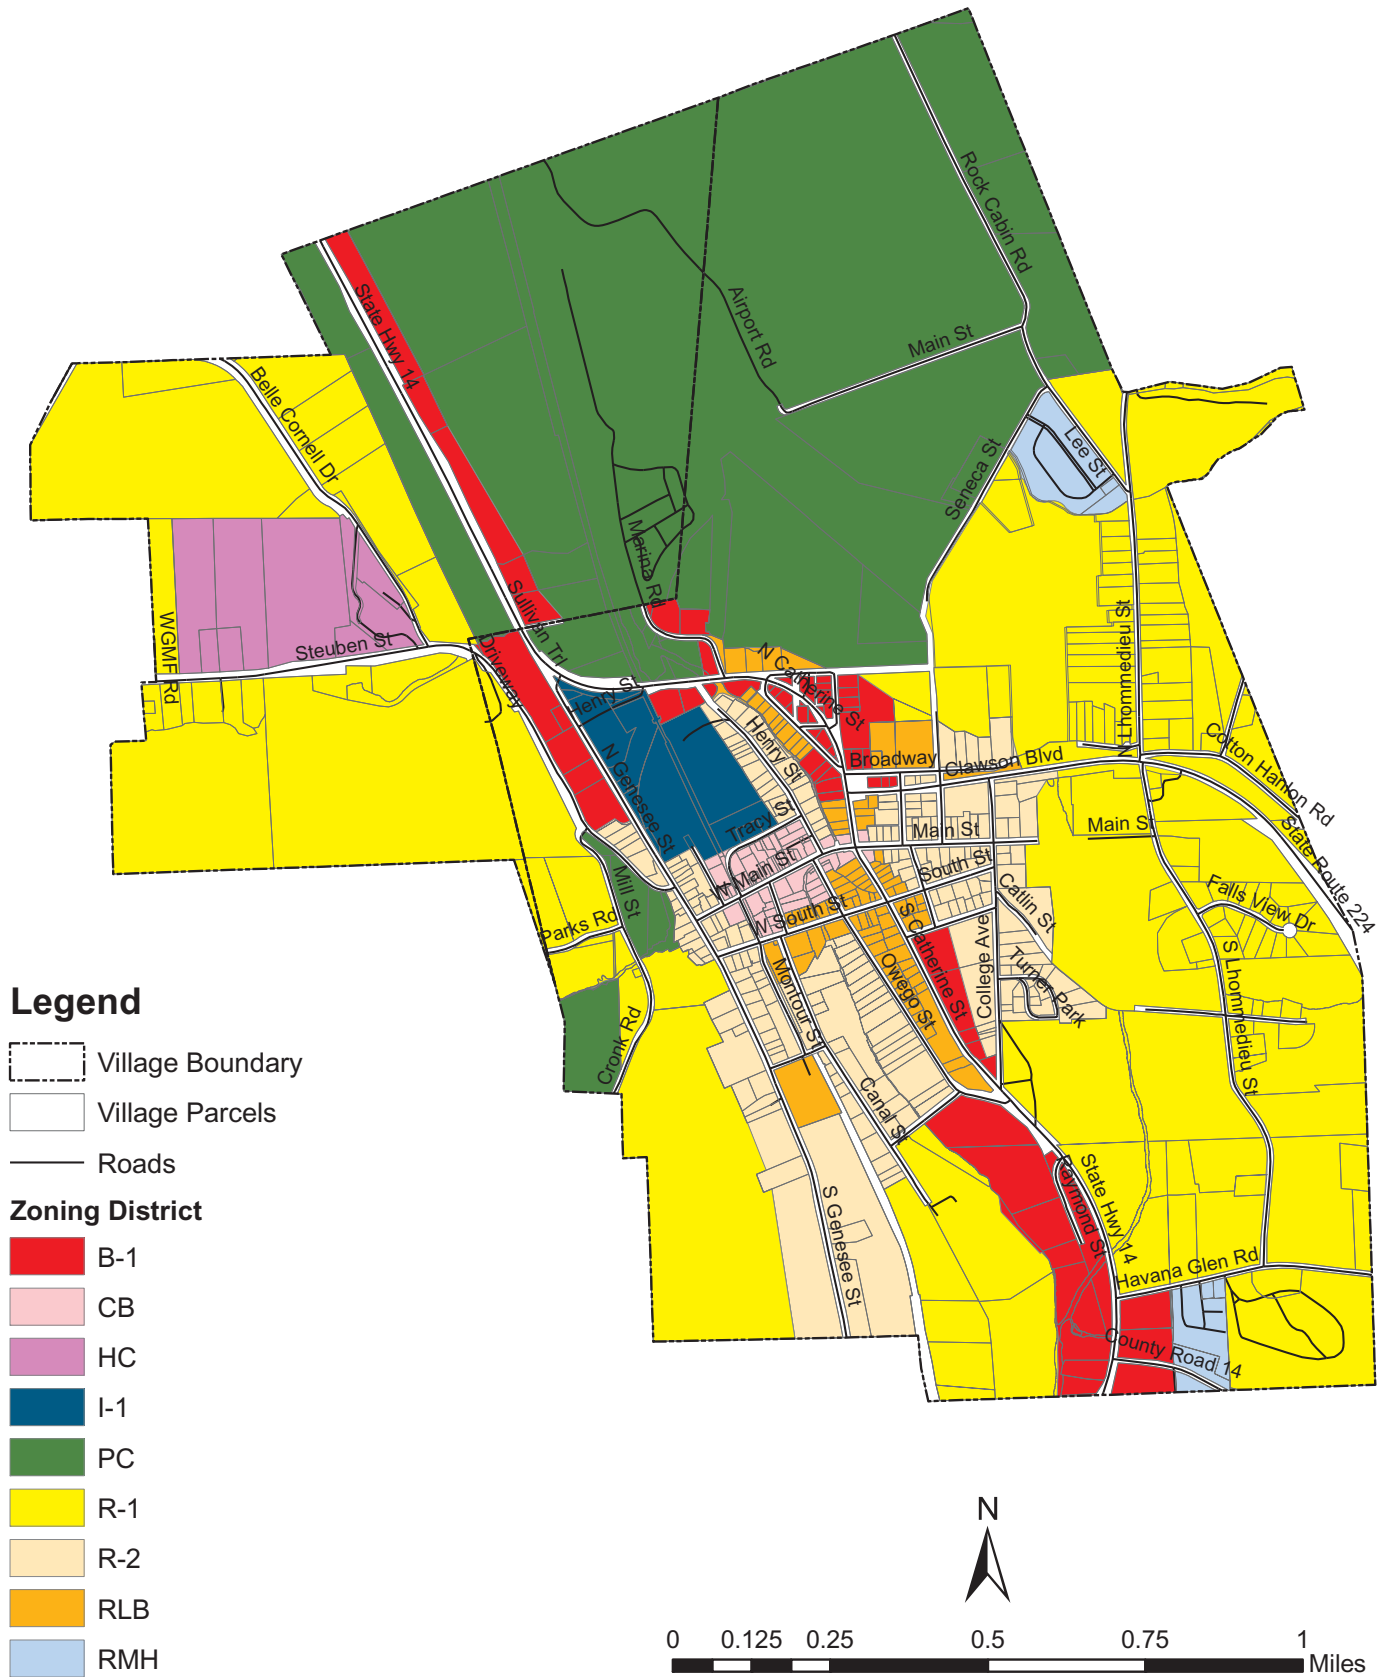 Rock Cabin Rd
State Hwy 14
Airport Rd
Main St
Belle Cornell Dr
Lee St
Seneca St
Marina Rd
Sullivan Trl
WGMF Rd
Steuben St
Driveway
N Catherine St
N Lhommedieu St
Henry St
Henry St
Cotton Hanlon Rd
N Genesee St
Broadway
Clawson Blvd
Tracy St
Main St
Main St
State Route 224
W Main St
South St
Mill St
Catlin St
Falls View Dr
W South St
S Catherine St
Parks Rd
College Ave
Turner Park
S Lhommedieu St
Montour St
Owego St
Cronk Rd
Canal St
State Hwy 14
Raymond St
S Genesee St
Havana Glen Rd
County Road 14
Legend
Village Boundary
Village Parcels
Roads
Zoning District
B-1
CB
HC
I-1
PC
R-1
R-2
RLB
RMH
N
0 0.125 0.25 0.5 0.75 1
Miles